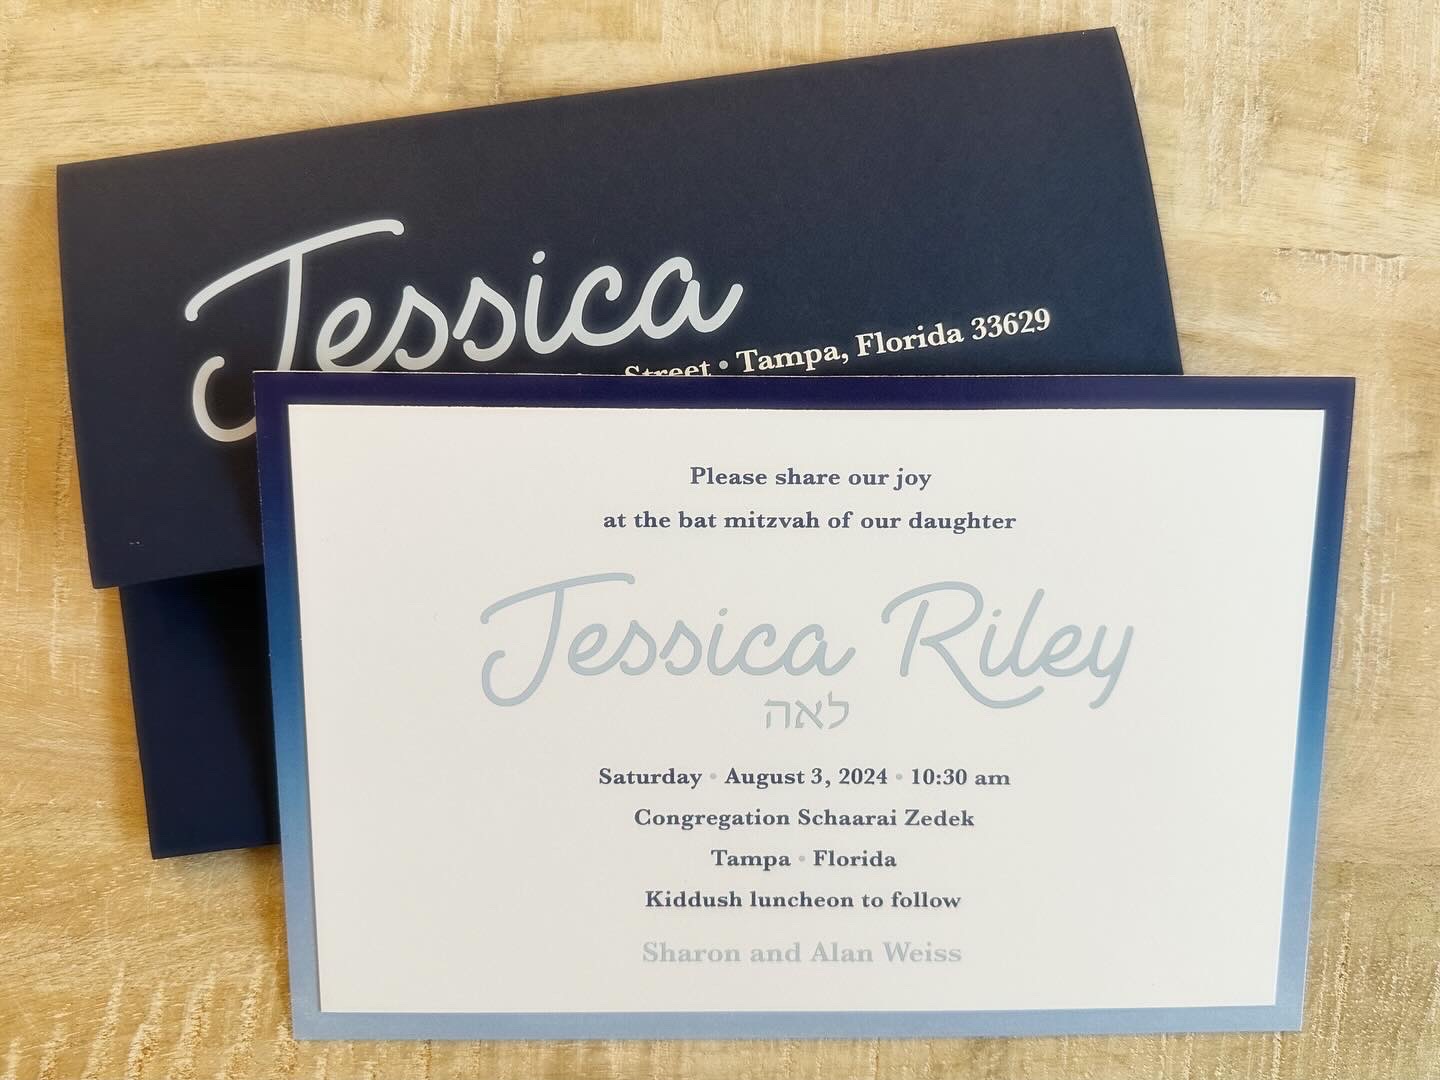 Jessica
Street • Tampa, Florida 33629
Please share our joy
at the bat mitzvah of our daughter
Jessica Riley
לאה
Saturday • August 3, 2024 • 10:30 am
Congregation Schaarai Zedek
Tampa • Florida
Kiddush luncheon to follow
Sharon and Alan Weiss